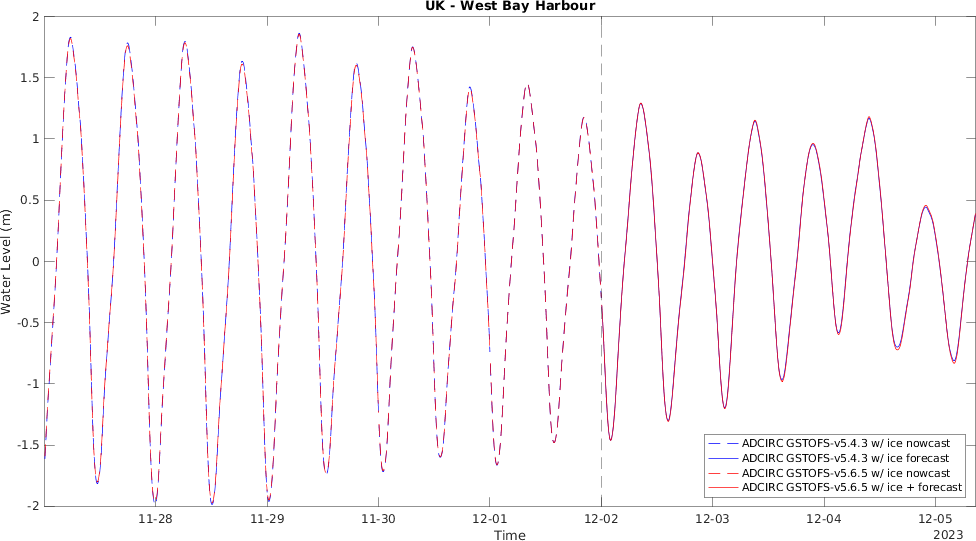 UK - West Bay Harbour
2
1.5
1
0.5
0
-0.5
-1
-1.5
-2
Water Level (m)
11-28
11-29
11-30
12-01
12-02
12-03
12-04
12-05
Time
2023
ADCIRC GSTOFS-v5.4.3 w/ ice nowcast
ADCIRC GSTOFS-v5.4.3 w/ ice forecast
ADCIRC GSTOFS-v5.6.5 w/ ice nowcast
ADCIRC GSTOFS-v5.6.5 w/ ice + forecast